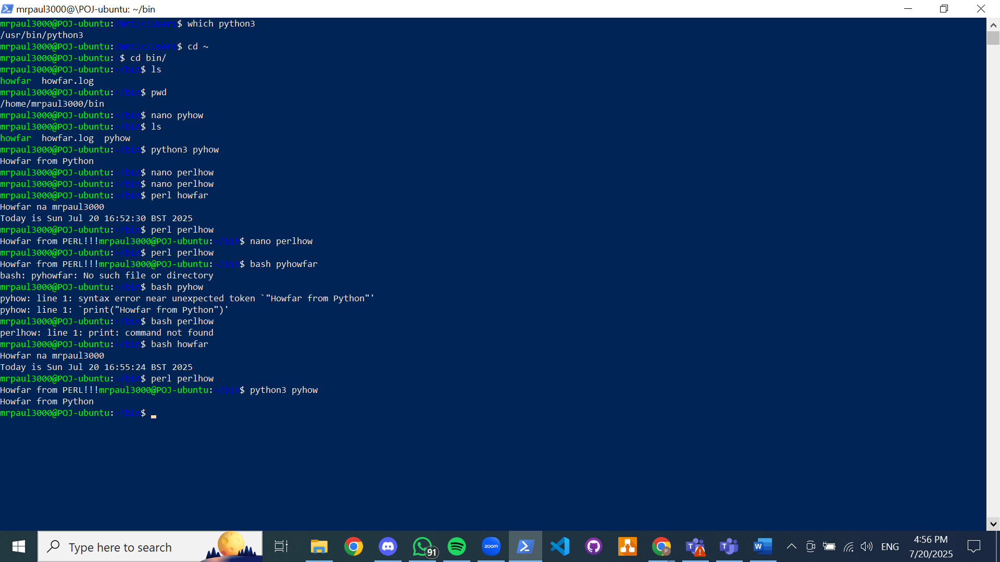 mrpaul3000@\POJ-ubuntu: ~/bin
mrpaul3000@POJ-ubuntu:/mnt/c/Users$ which python3
/usr/bin/python3
mrpaul3000@POJ-ubuntu:/mnt/c/Users$ cd ~
mrpaul3000@POJ-ubuntu:~$ cd bin/
mrpaul3000@POJ-ubuntu:~/bin$ ls
howfar  howfar.log
mrpaul3000@POJ-ubuntu:~/bin$ pwd
/home/mrpaul3000/bin
mrpaul3000@POJ-ubuntu:~/bin$ nano pyhow
mrpaul3000@POJ-ubuntu:~/bin$ ls
howfar  howfar.log  pyhow
mrpaul3000@POJ-ubuntu:~/bin$ python3 pyhow
Howfar from Python
mrpaul3000@POJ-ubuntu:~/bin$ nano perlhow
mrpaul3000@POJ-ubuntu:~/bin$ nano perlhow
mrpaul3000@POJ-ubuntu:~/bin$ perl howfar
Howfar na mrpaul3000
Today is Sun Jul 20 16:52:30 BST 2025
mrpaul3000@POJ-ubuntu:~/bin$ perl perlhow
Howfar from PERL!!!mrpaul3000@POJ-ubuntu:~/bin$ nano perlhow
mrpaul3000@POJ-ubuntu:~/bin$ perl perlhow
Howfar from PERL!!!mrpaul3000@POJ-ubuntu:~/bin$ bash pyhowfar
bash: pyhowfar: No such file or directory
mrpaul3000@POJ-ubuntu:~/bin$ bash pyhow
pyhow: line 1: syntax error near unexpected token `"Howfar from Python"'
pyhow: line 1: `print("Howfar from Python")'
mrpaul3000@POJ-ubuntu:~/bin$ bash perlhow
perlhow: line 1: print: command not found
mrpaul3000@POJ-ubuntu:~/bin$ bash howfar
Howfar na mrpaul3000
Today is Sun Jul 20 16:55:24 BST 2025
mrpaul3000@POJ-ubuntu:~/bin$ perl perlhow
Howfar from PERL!!!mrpaul3000@POJ-ubuntu:~/bin$ python3 pyhow
Howfar from Python
mrpaul3000@POJ-ubuntu:~/bin$
Type here to search
91
zoom
P
T
T
W
ENG
4:56 PM
7/20/2025